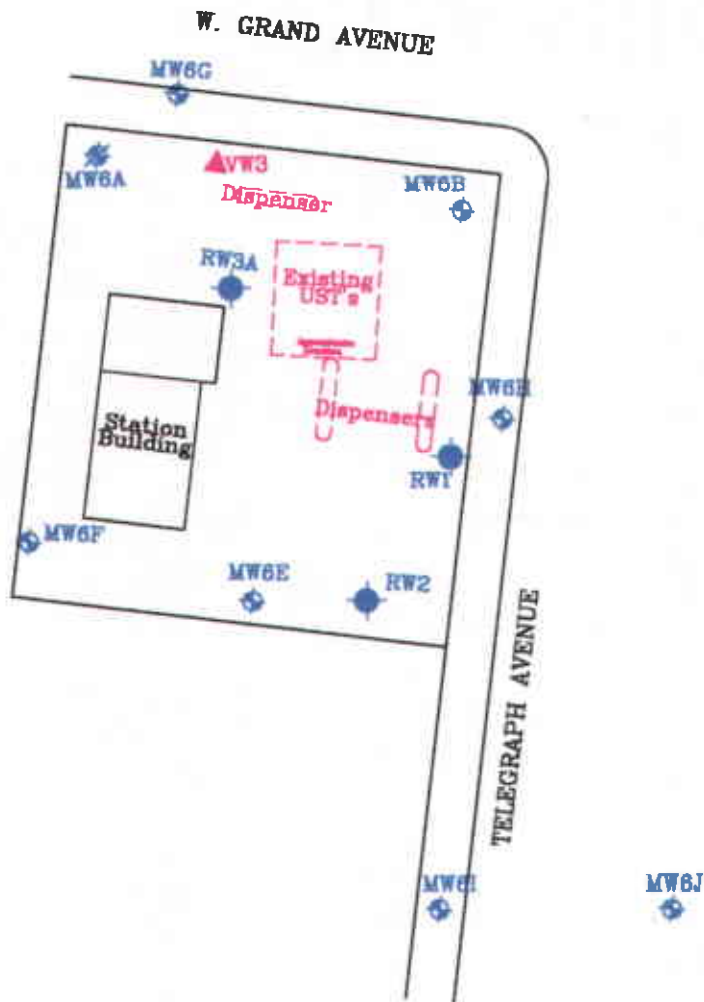 W. GRAND AVENUE
MW6G
MW6A
VW3
MW6B
Dispenser
RW3A
Existing
UST's
MW6H
Dispensers
Station
Building
RW1
MW6F
MW6E
RW2
TELEGRAPH AVENUE
MW6I
MW6J